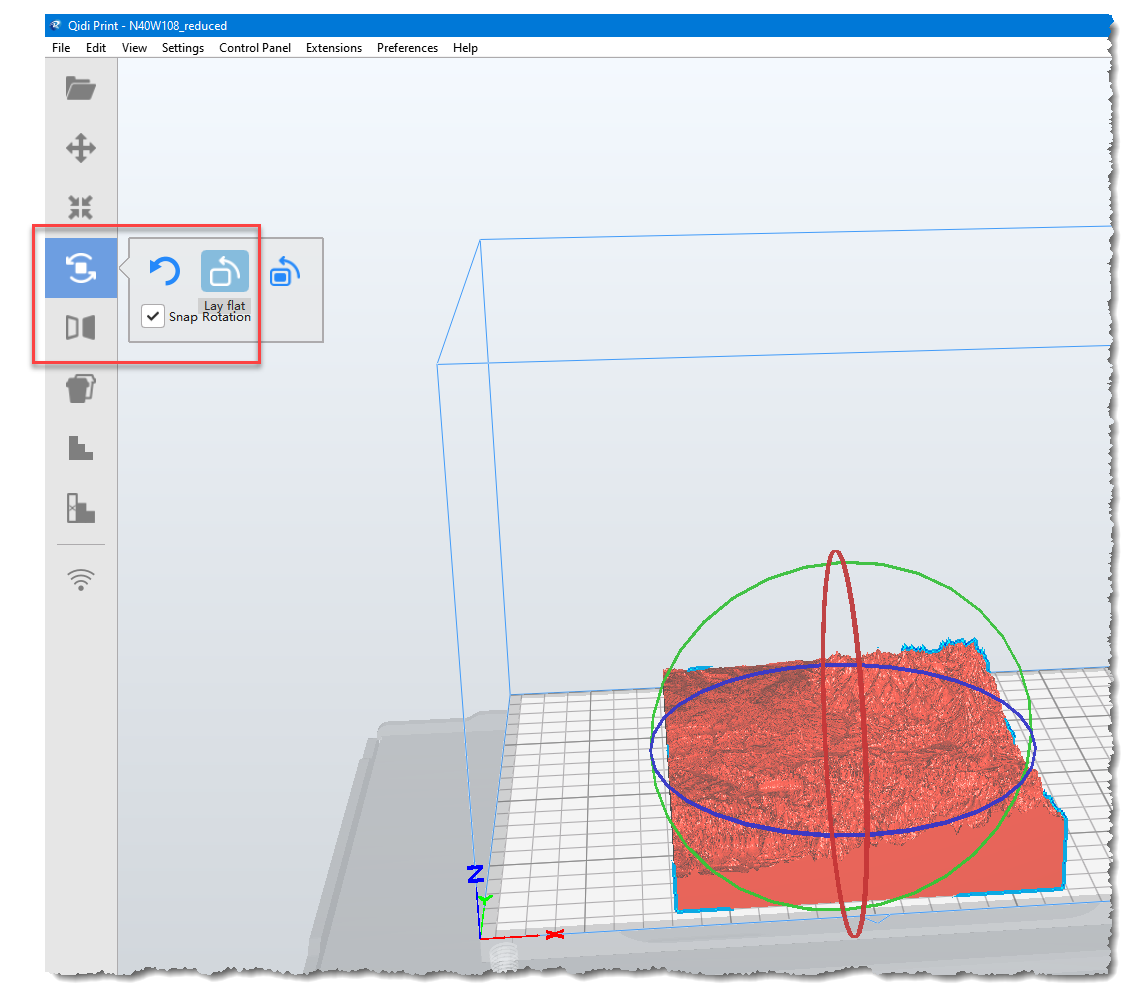 Qidi Print - N40W108_reduced
File Edit View Settings Control Panel Extensions Preferences Help
Lay flat
Snap Rotation
Z
Y
X